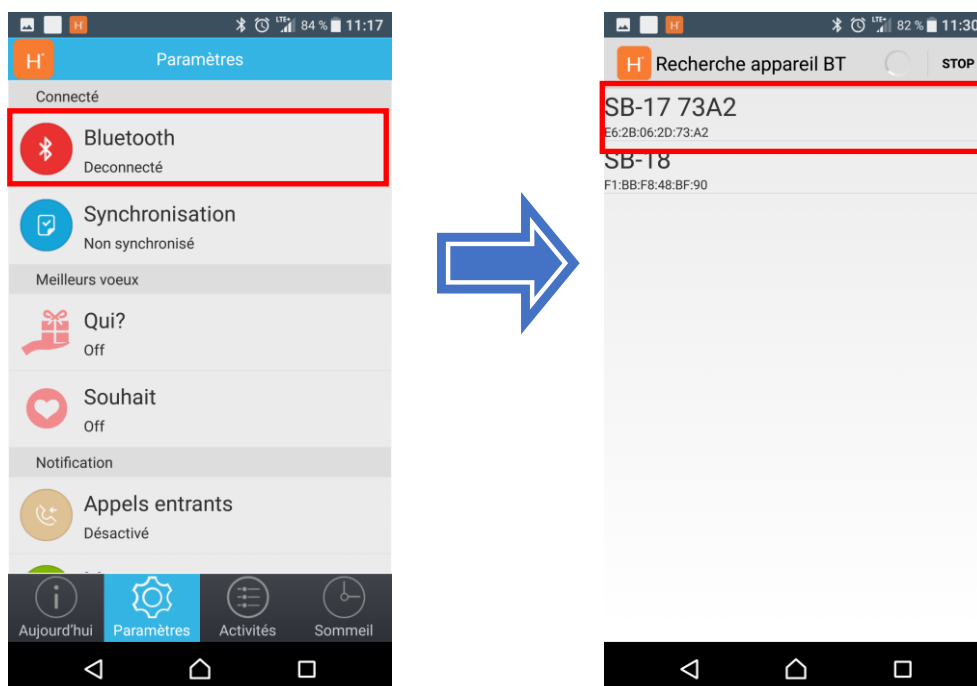 LTE 84 % 11:17
H Paramètres
Connecté
Bluetooth
Deconnecté
Synchronisation
Non synchronisé
Meilleurs voeux
Qui?
Off
Souhait
Off
Notification
Appels entrants
Désactivé
Aujourd'hui Paramètres Activités Sommeil
LTE 82 % 11:30
H Recherche appareil BT STOP
SB-17 73A2
E6:2B:06:2D:73:A2
SB-18
F1:BB:F8:48:BF:90